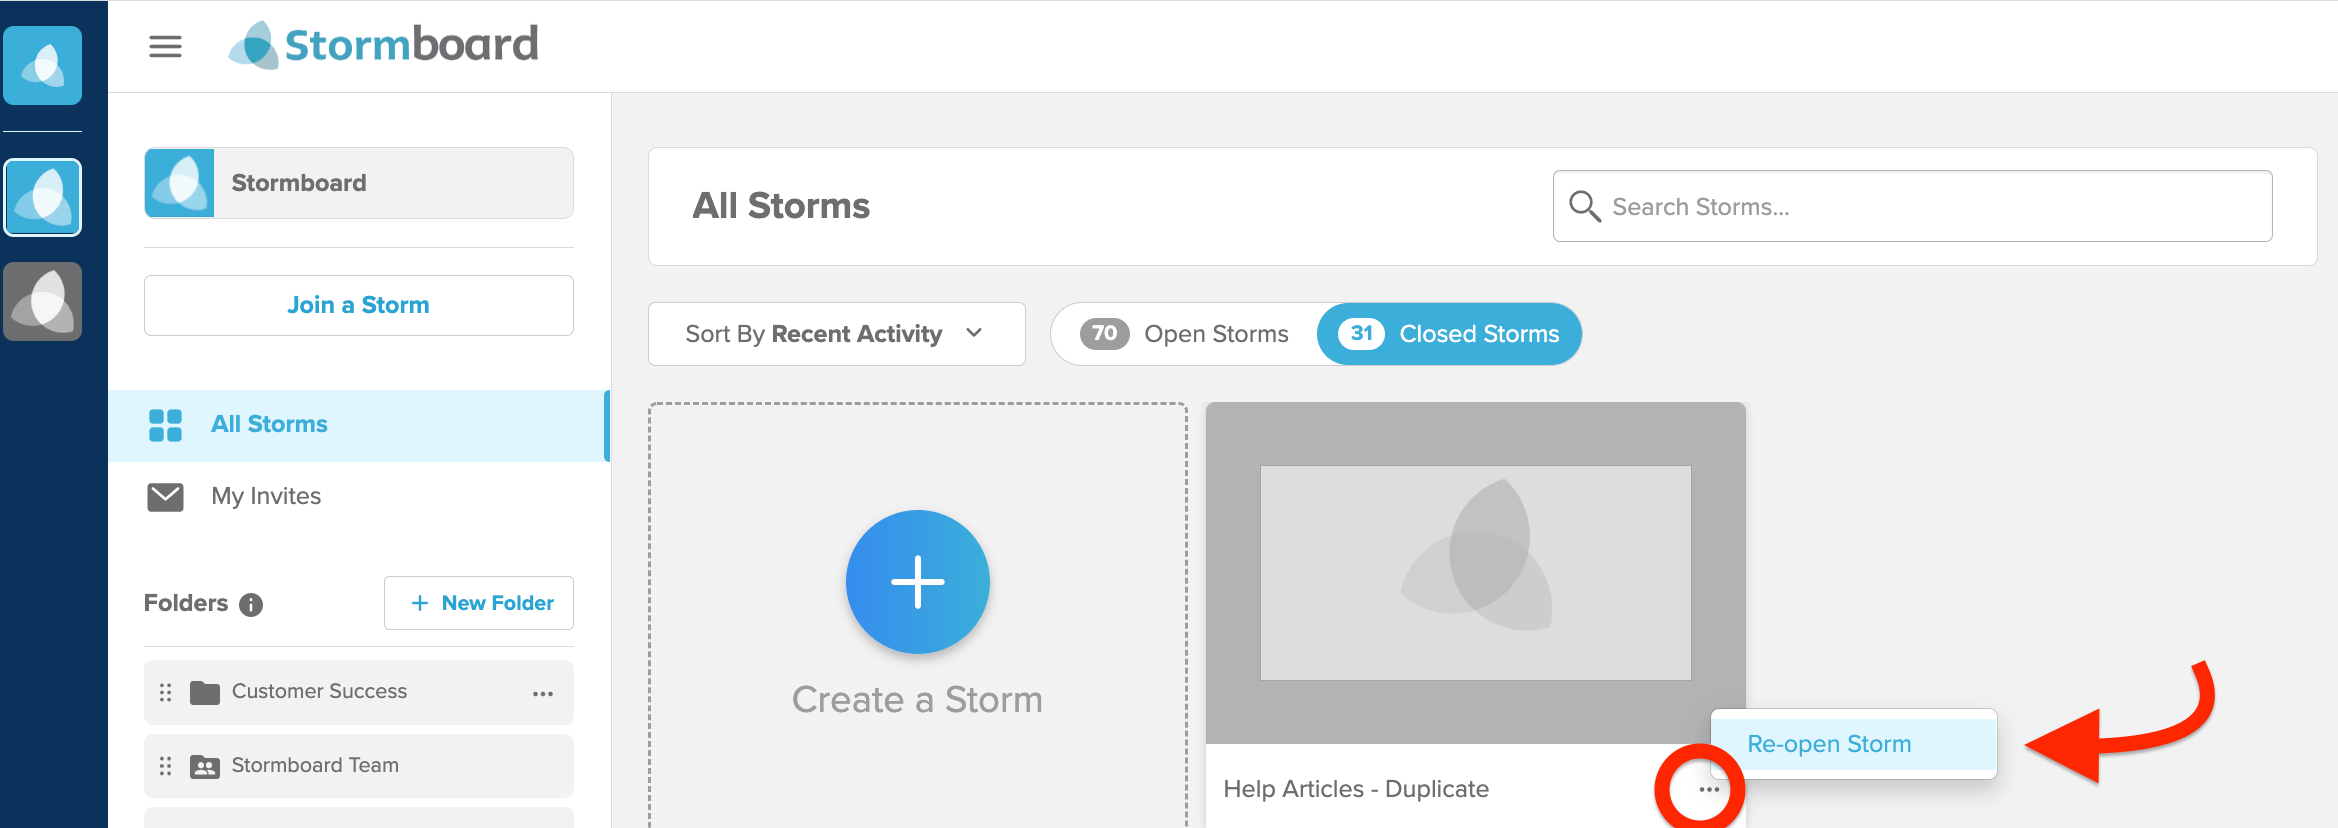 Stormboard
Stormboard
Join a Storm
All Storms
My Invites
Folders
+ New Folder
Customer Success
Stormboard Team
All Storms
Search Storms...
Sort By Recent Activity
70 Open Storms
31 Closed Storms
Create a Storm
Re-open Storm
Help Articles - Duplicate